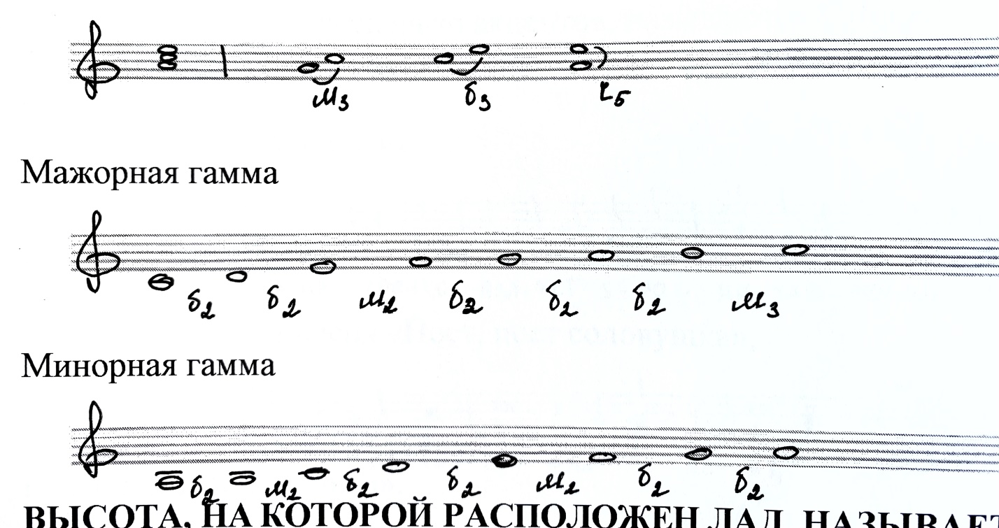 м3 б3 ч5
Мажорная гамма
б2 б2 м2 б2 б2 б2 м3
Минорная гамма
б2 м2 б2 б2 м2 б2 б2
ВЫСОТА, НА КОТОРОЙ РАСПОЛОЖЕН ЛАД, НАЗЫВАЕТ